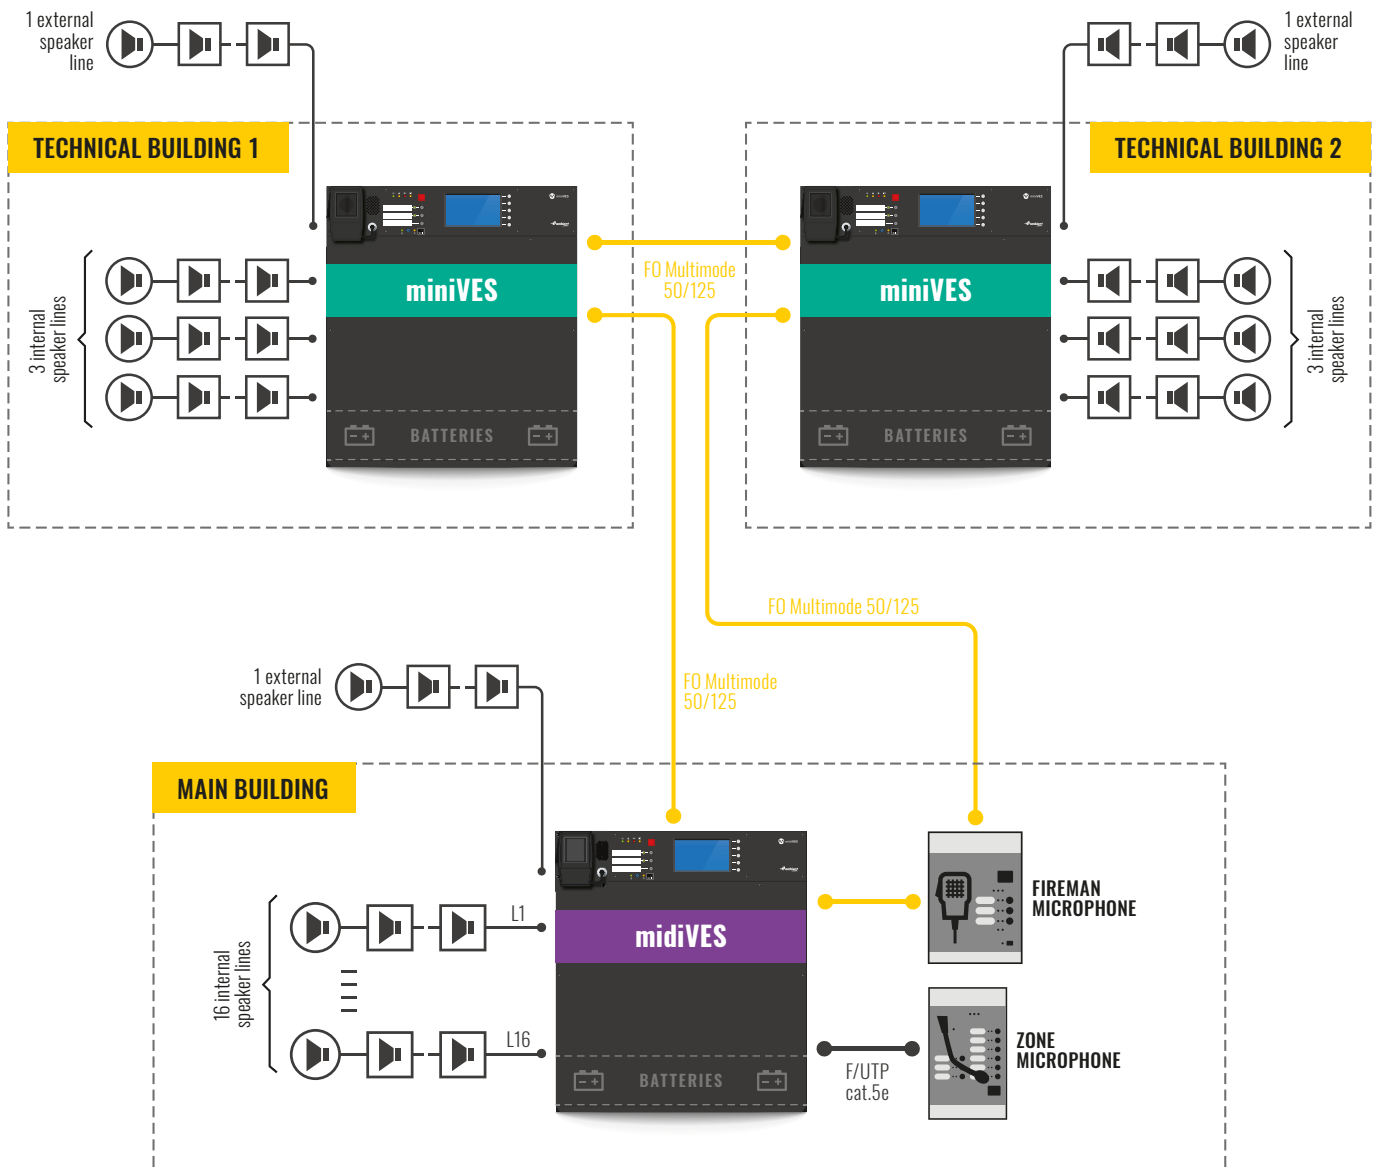 1 external
speaker
line
1 external
speaker
line
TECHNICAL BUILDING 1
TECHNICAL BUILDING 2
FO Multimode
50/125
miniVES
miniVES
3 internal
speaker lines
3 internal
speaker lines
BATTERIES
BATTERIES
FO Multimode 50/125
1 external
speaker line
FO Multimode
50/125
MAIN BUILDING
FIREMAN
MICROPHONE
L1
midiVES
16 internal
speaker lines
L16
ZONE
MICROPHONE
F/UTP
cat.5e
BATTERIES